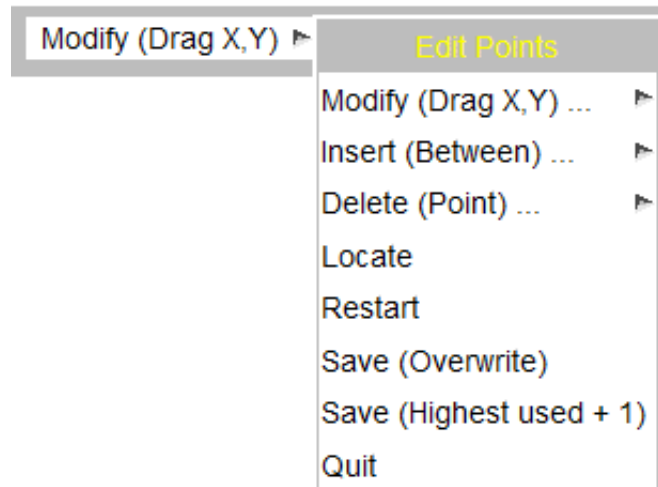 Modify (Drag X,Y)
Edit Points
Modify (Drag X,Y) ...
Insert (Between) ...
Delete (Point) ...
Locate
Restart
Save (Overwrite)
Save (Highest used + 1)
Quit